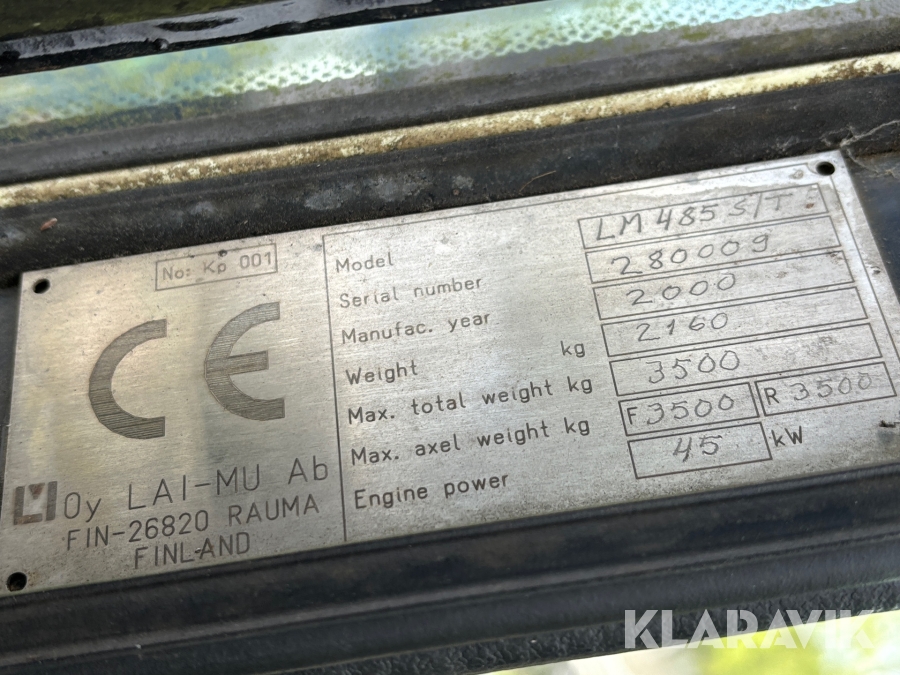 No: Kp 001
CE
LM Oy LAI-MU Ab
FIN-26820 RAUMA
FINLAND
Model LM 485 S/T
Serial number 280009
Manufac. year 2000
Weight kg 2160
Max. total weight kg 3500
Max. axel weight kg F 3500 R 3500
Engine power 45 kW
KLARAVIK